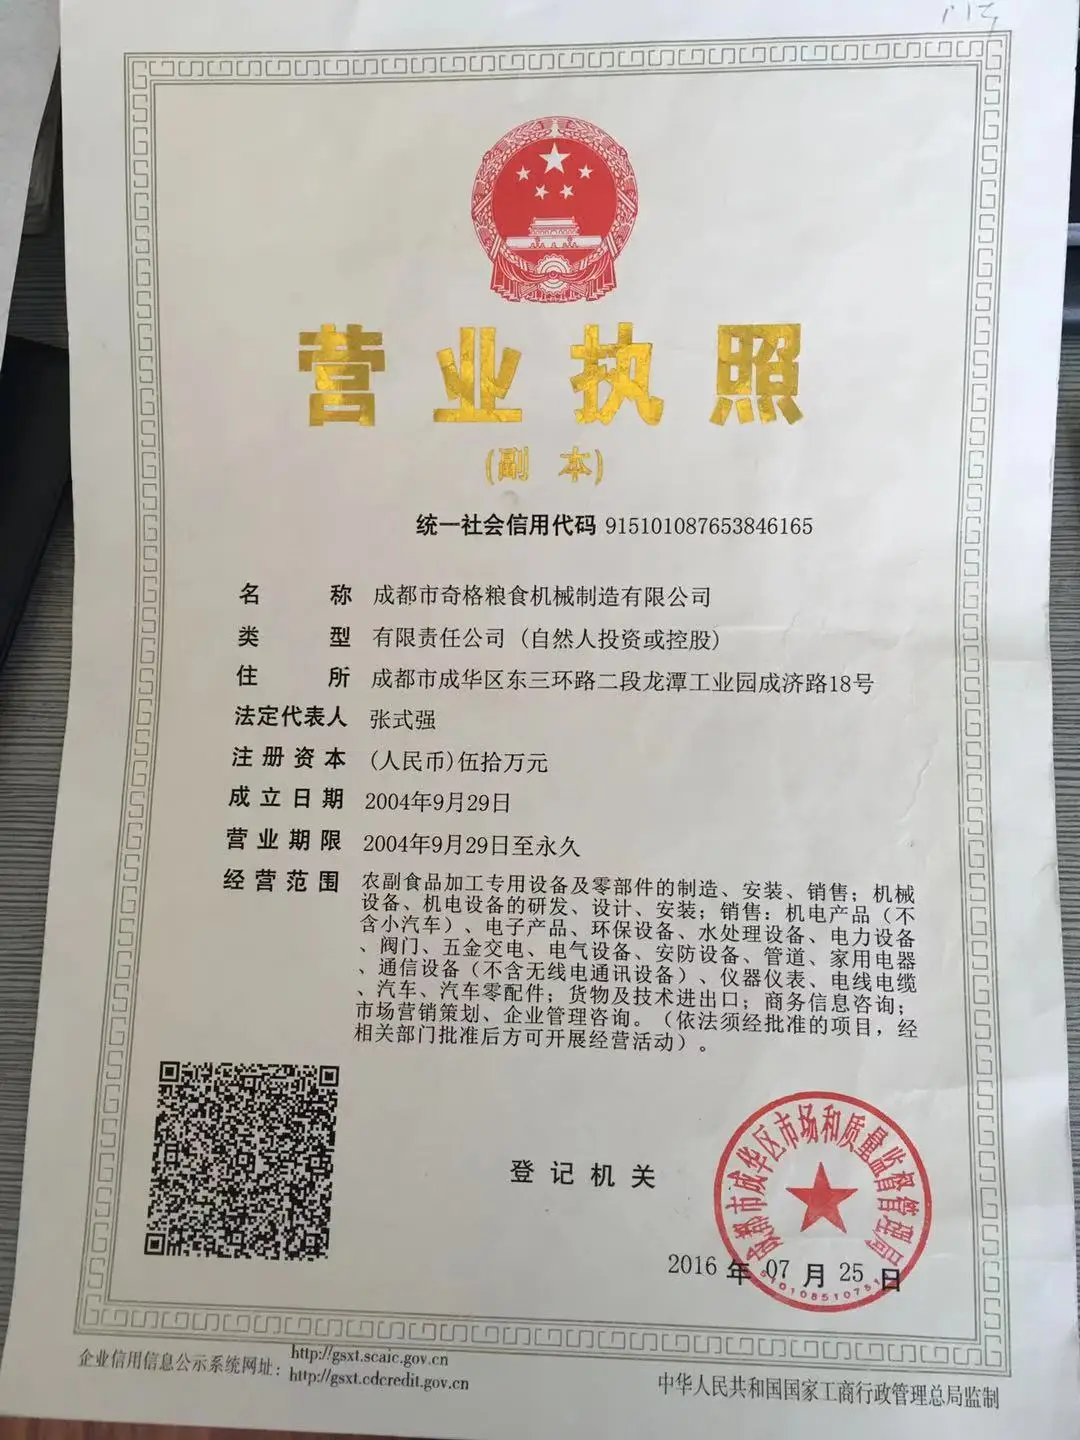 营业执照
(副 本)
统一社会信用代码 915101087653846165
名称 成都市奇格粮食机械制造有限公司
类型 有限责任公司 (自然人投资或控股)
住所 成都市成华区东三环路二段龙潭工业园成济路18号
法定代表人 张式强
注册资本 (人民币)伍拾万元
成立日期 2004年9月29日
营业期限 2004年9月29日至永久
经营范围 农副食品加工专用设备及零部件的制造、安装、销售；机械
设备、机电设备的研发、设计、安装；销售：机电产品（不
含小汽车）、电子产品、环保设备、水处理设备、电力设备
、阀门、五金交电、电气设备、安防设备、管道、家用电器
、通信设备（不含无线电通讯设备）、仪器仪表、电线电缆
、汽车、汽车零配件；货物及技术进出口；商务信息咨询；
市场营销策划、企业管理咨询。（依法须经批准的项目，经
相关部门批准后方可开展经营活动）。
登记机关
成都市成华区市场和质量监督管理局
2016 年 07 月 25 日
企业信用信息公示系统网址：
http://gsxt.scaic.gov.cn
http://gsxt.cdcredit.gov.cn
中华人民共和国国家工商行政管理总局监制